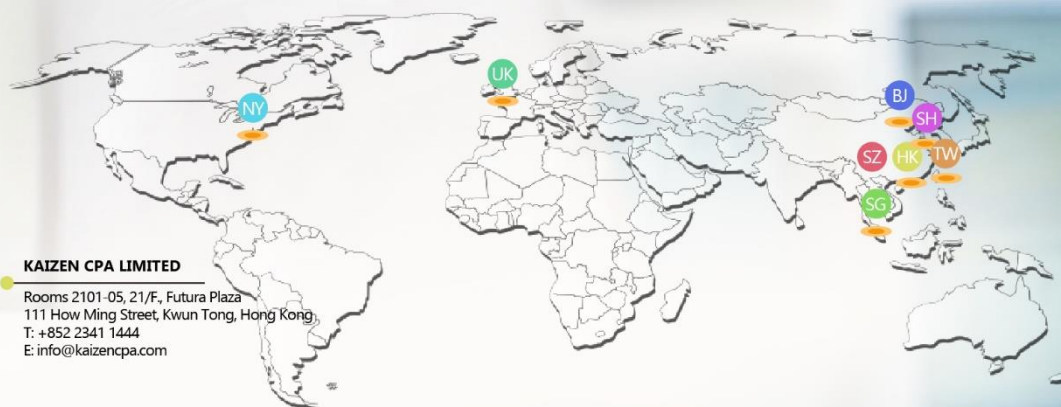 UK
NY
BJ
SH
SZ
HK
TW
SG
KAIZEN CPA LIMITED
Rooms 2101-05, 21/F., Futura Plaza
111 How Ming Street, Kwun Tong, Hong Kong
T: +852 2341 1444
E: info@kaizencpa.com